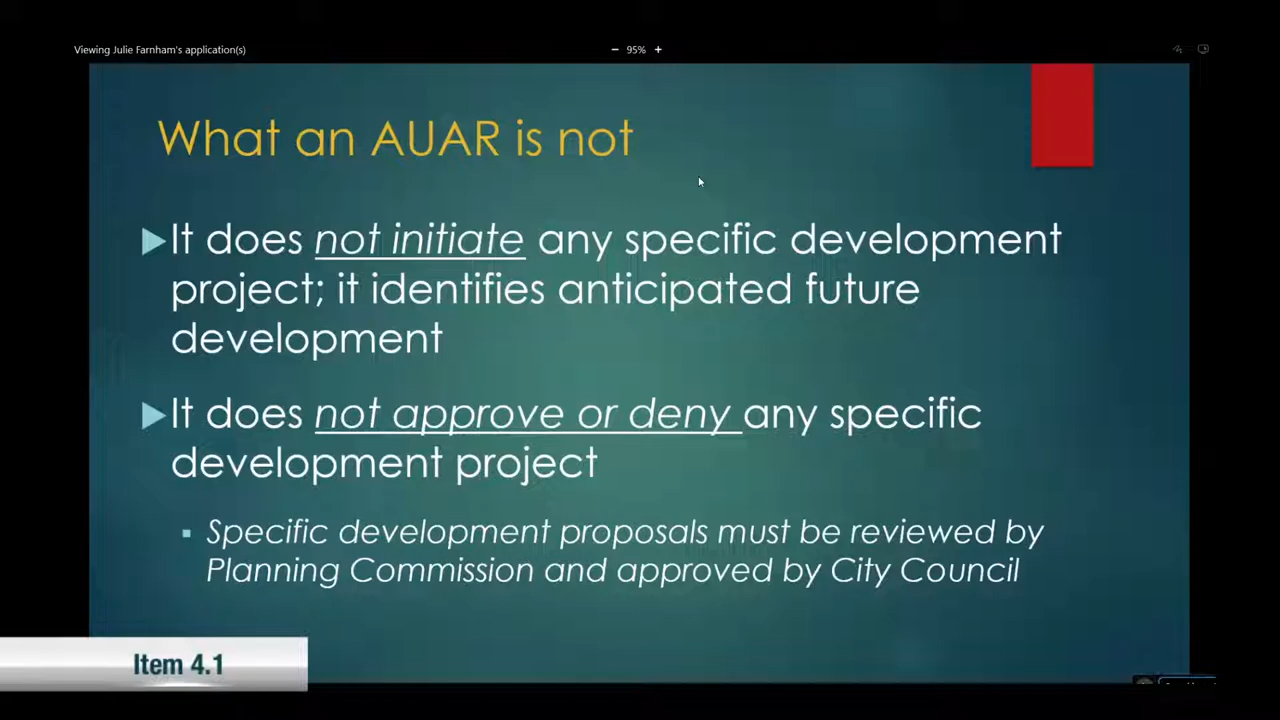 Viewing Julie Farnham's application(s)
− 95% +
What an AUAR is not
It does not initiate any specific development
project; it identifies anticipated future
development
It does not approve or deny any specific
development project
Specific development proposals must be reviewed by
Planning Commission and approved by City Council
Item 4.1